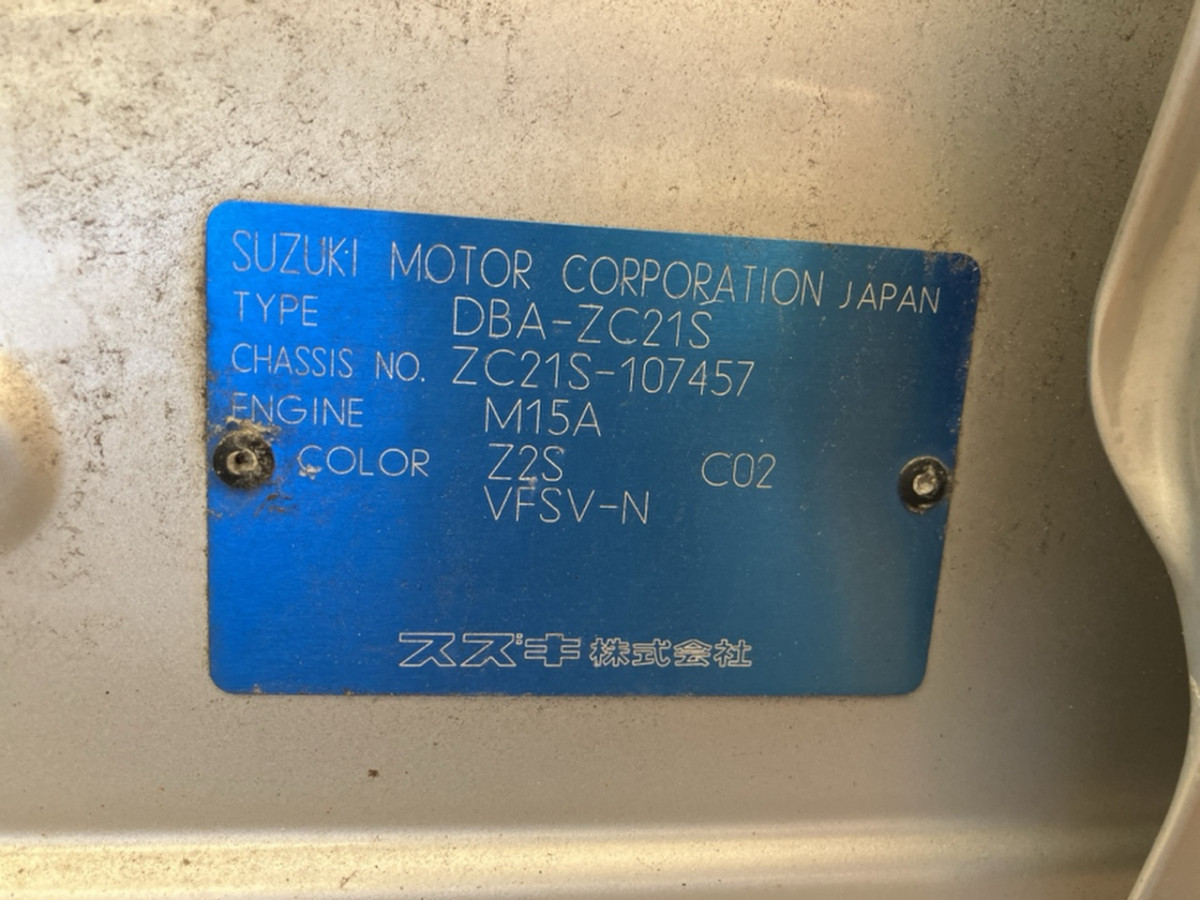 SUZUKI MOTOR CORPORATION JAPAN
TYPE DBA-ZC21S
CHASSIS NO. ZC21S-107457
ENGINE M15A
COLOR Z2S C02
VFSV-N
スズキ株式会社